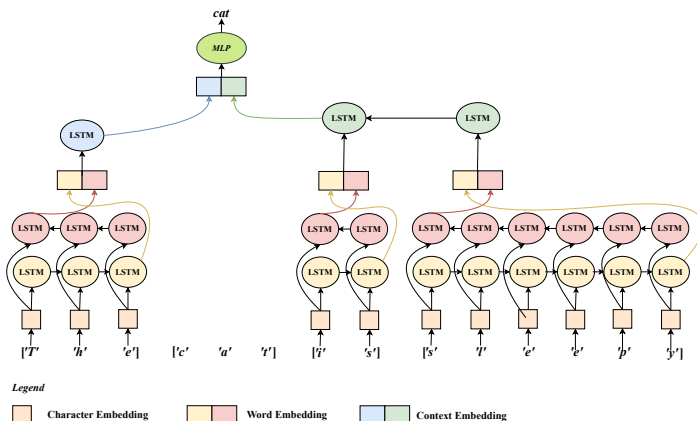 cat
MLP
LSTM LSTM LSTM
LSTM LSTM LSTM LSTM LSTM LSTM LSTM LSTM LSTM LSTM LSTM
LSTM LSTM LSTM LSTM LSTM LSTM LSTM LSTM LSTM LSTM LSTM
['T' 'h' 'e'] ['c' 'a' 't'] ['i' 's'] ['s' 'l' 'e' 'e' 'p' 'y']
Legend
Character Embedding Word Embedding Context Embedding